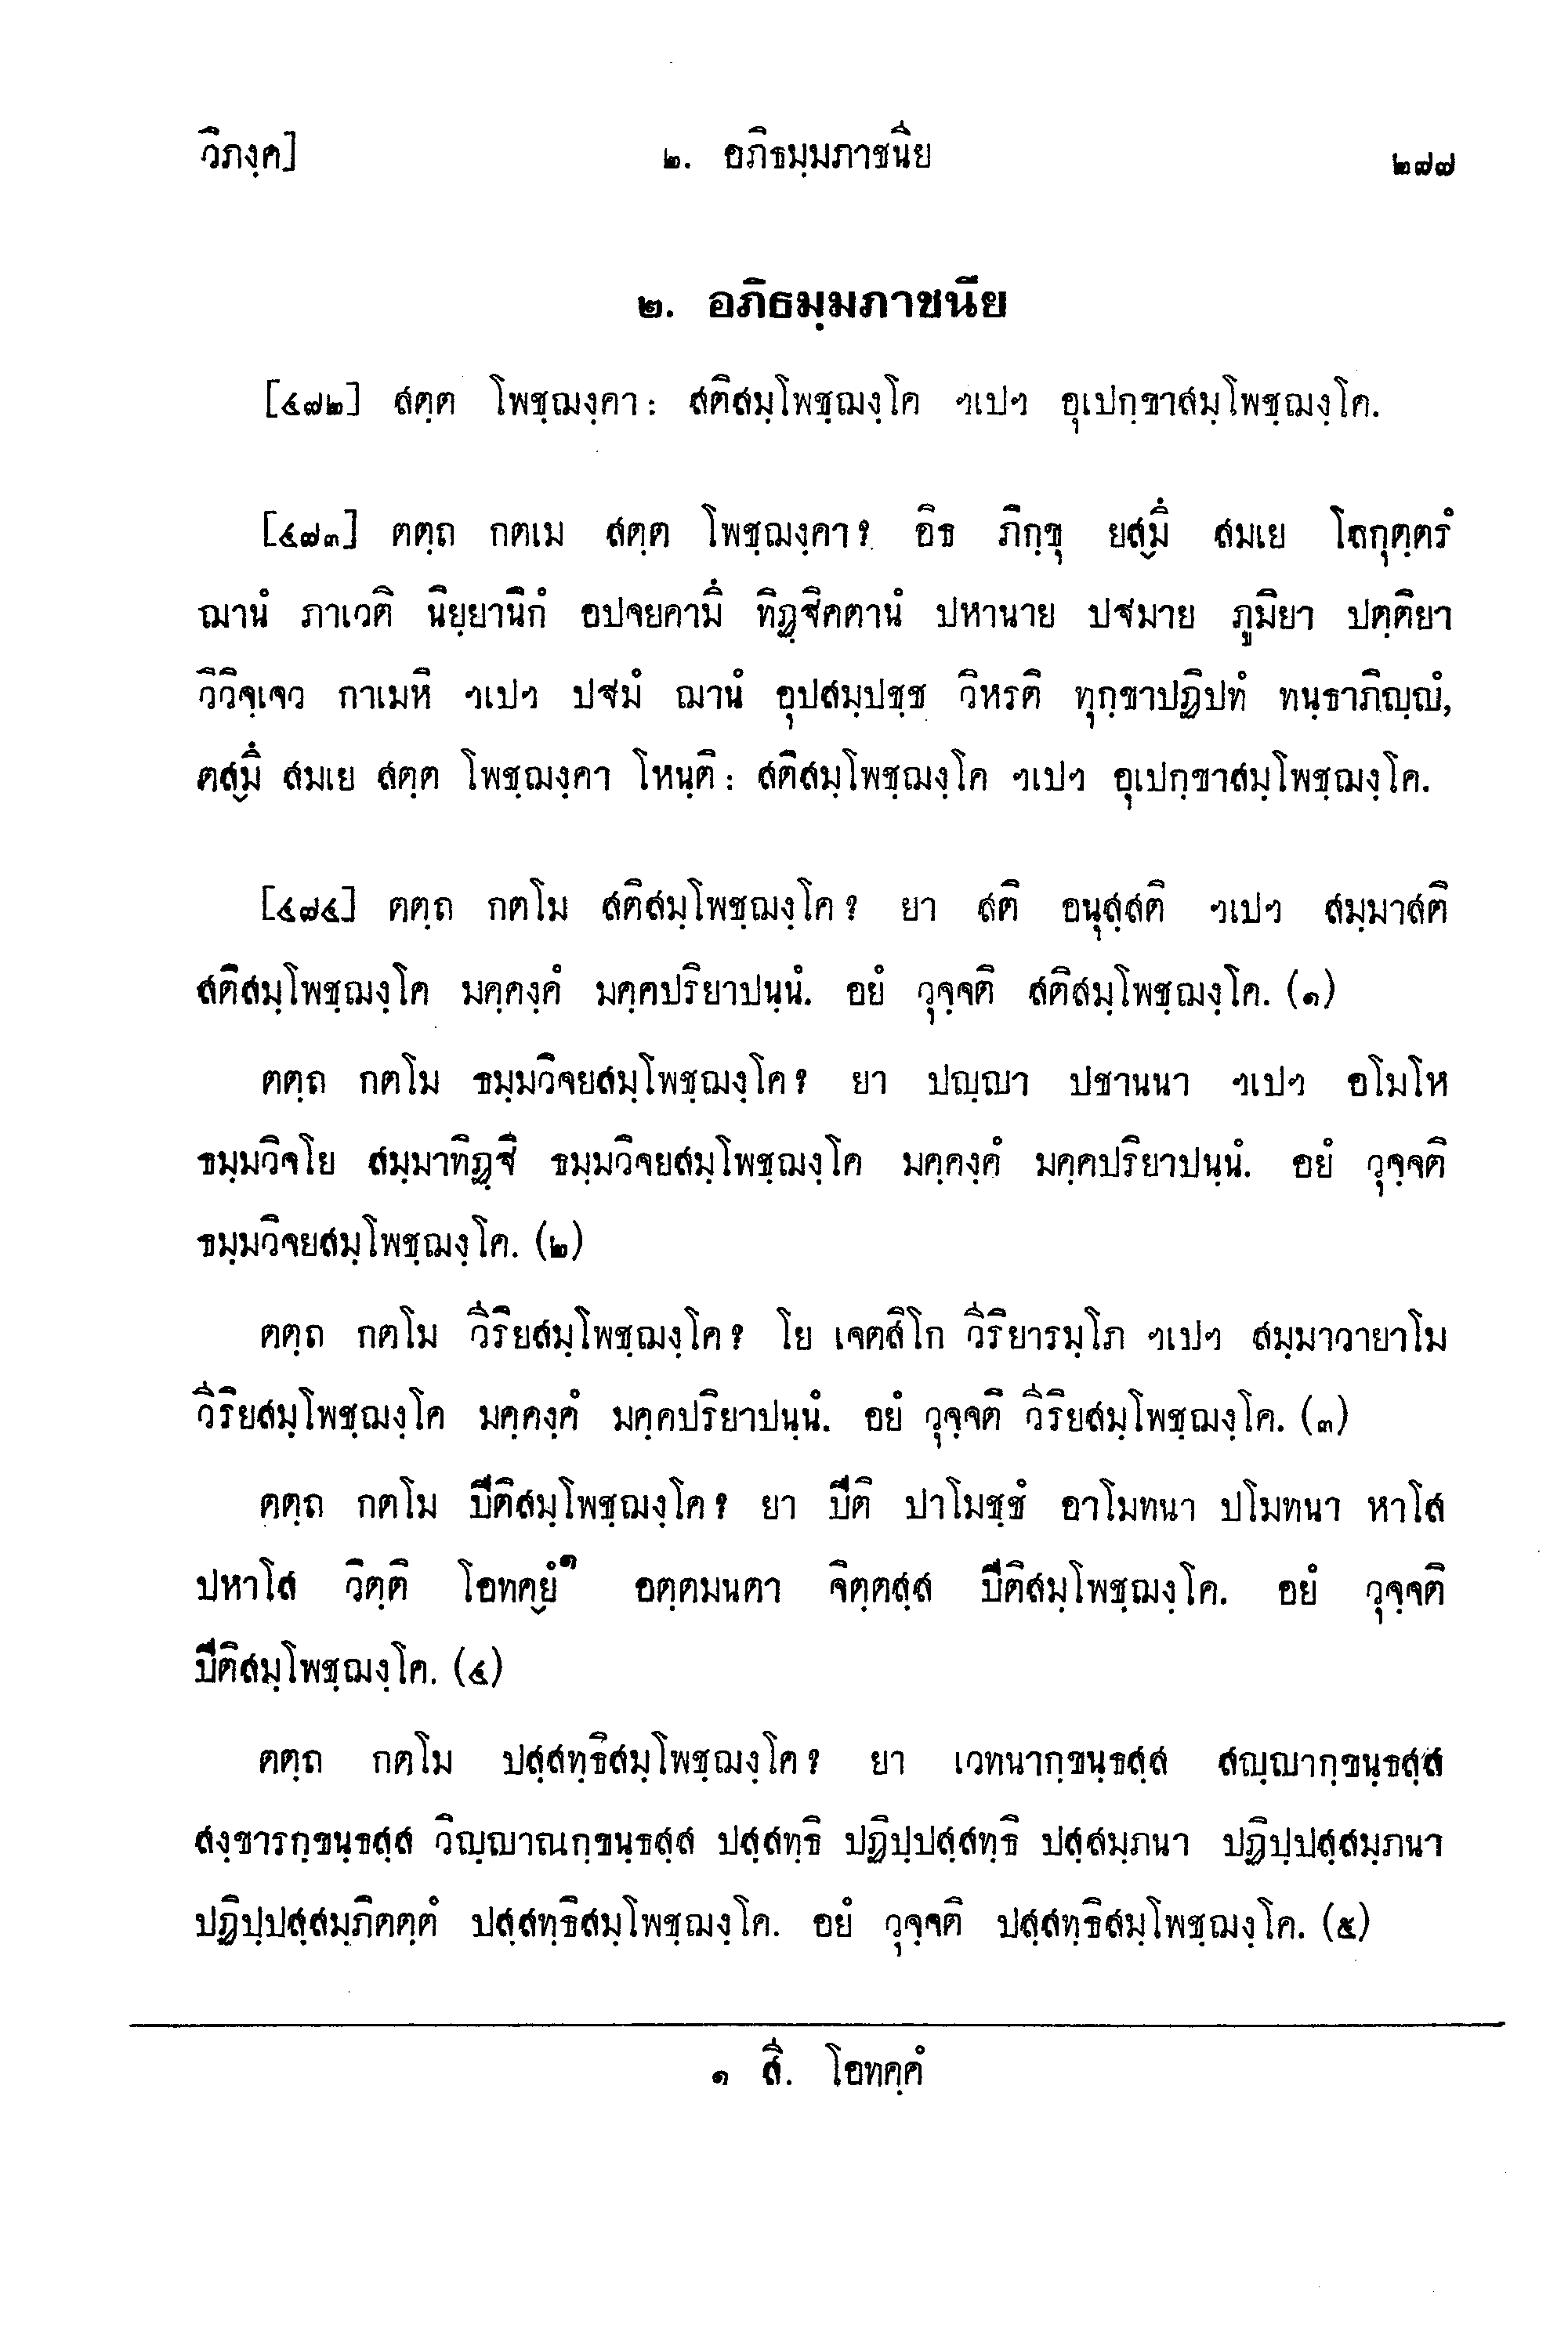 วิภงฺค]
๒. อภิธมฺมภาชนีย
๒๗๗
๒. อภิธมฺมภาชนีย
[๔๗๒] สตฺต โพชฺฌงฺคา: สติสมฺโพชฺฌงฺโค ฯเปฯ อุเปกฺขาสมฺโพชฺฌงฺโค.
[๔๗๓] ตตฺถ กตเม สตฺต โพชฺฌงฺคา? อิธ ภิกฺขุ ยสฺมึ สมเย โลกุตฺตรํ
ฌานํ ภาเวติ นิยฺยานิกํ อปจยคามึ ทิฏฺฐิคตานํ ปหานาย ปฐมาย ภูมิยา ปตฺติยา
วิวิจฺเจว กาเมหิ ฯเปฯ ปฐมํ ฌานํ อุปสมฺปชฺช วิหรติ ทุกฺขาปฏิปทํ ทนฺธาภิญฺญํ,
ตสฺมึ สมเย สตฺต โพชฺฌงฺคา โหนฺติ: สติสมฺโพชฺฌงฺโค ฯเปฯ อุเปกฺขาสมฺโพชฺฌงฺโค.
[๔๗๔] ตตฺถ กตโม สติสมฺโพชฺฌงฺโค? ยา สติ อนุสฺสติ ฯเปฯ สมฺมาสติ
สติสมฺโพชฺฌงฺโค มคฺคงฺคํ มคฺคปริยาปนฺนํ. อยํ วุจฺจติ สติสมฺโพชฺฌงฺโค. (๑)
ตตฺถ กตโม ธมฺมวิจยสมฺโพชฺฌงฺโค? ยา ปญฺญา ปชานนา ฯเปฯ อโมโห
ธมฺมวิจโย สมฺมาทิฏฺฐิ ธมฺมวิจยสมฺโพชฺฌงฺโค มคฺคงฺคํ มคฺคปริยาปนฺนํ. อยํ วุจฺจติ
ธมฺมวิจยสมฺโพชฺฌงฺโค. (๒)
ตตฺถ กตโม วีริยสมฺโพชฺฌงฺโค? โย เจตสิโก วีริยารมฺโภ ฯเปฯ สมฺมาวายาโม
วีริยสมฺโพชฺฌงฺโค มคฺคงฺคํ มคฺคปริยาปนฺนํ. อยํ วุจฺจติ วีริยสมฺโพชฺฌงฺโค. (๓)
ตตฺถ กตโม ปีติสมฺโพชฺฌงฺโค? ยา ปีติ ปาโมชฺชํ อาโมทนา ปโมทนา หาโส
ปหาโส วิตฺติ โอทคฺยํ๑ อตฺตมนตา จิตฺตสฺส ปีติสมฺโพชฺฌงฺโค. อยํ วุจฺจติ
ปีติสมฺโพชฺฌงฺโค. (๔)
ตตฺถ กตโม ปสฺสทฺธิสมฺโพชฺฌงฺโค? ยา เวทนากฺขนฺธสฺส สญฺญากฺขนฺธสฺส
สงฺขารกฺขนฺธสฺส วิญฺญาณกฺขนฺธสฺส ปสฺสทฺธิ ปฏิปฺปสฺสทฺธิ ปสฺสมฺภนา ปฏิปฺปสฺสมฺภนา
ปฏิปฺปสฺสมฺภิตตฺตํ ปสฺสทฺธิสมฺโพชฺฌงฺโค. อยํ วุจฺจติ ปสฺสทฺธิสมฺโพชฺฌงฺโค. (๕)
๑ สี. โอทคฺคํ